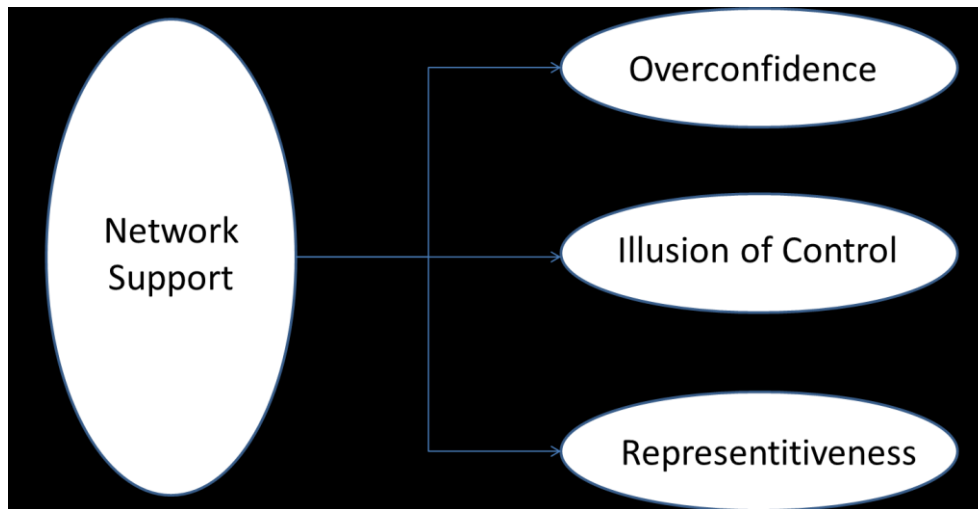 Network
Support
Overconfidence
Illusion of Control
Representitiveness